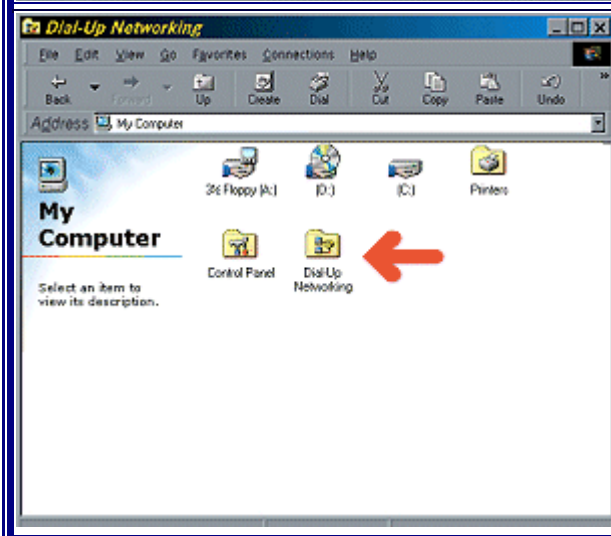 Dial-Up Networking
File Edit View Go Favorites Connections Help
Back Forward Up Create Dial Cut Copy Paste Undo »
Address My Computer
My
Computer
Select an item to
view its description.
3½ Floppy (A:) (D:) (C:) Printers
Control Panel Dial-Up
Networking